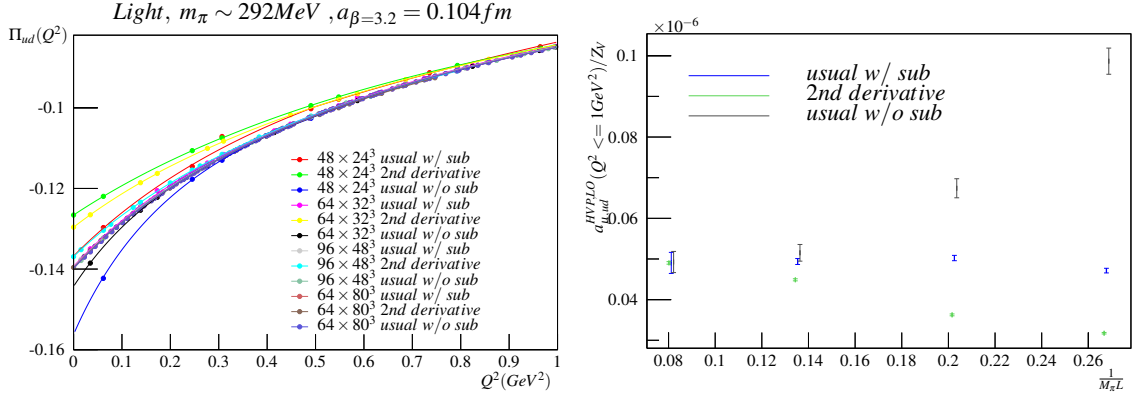 Light, m_π ∼ 292MeV , a_{β=3.2} = 0.104fm
Π_{ud}(Q²)
-0.1
-0.12
-0.14
-0.16
0 0.1 0.2 0.3 0.4 0.5 0.6 0.7 0.8 0.9 1
Q²(GeV²)
48 × 24³ usual w/ sub
48 × 24³ 2nd derivative
48 × 24³ usual w/o sub
64 × 32³ usual w/ sub
64 × 32³ 2nd derivative
64 × 32³ usual w/o sub
96 × 48³ usual w/ sub
96 × 48³ 2nd derivative
96 × 48³ usual w/o sub
64 × 80³ usual w/ sub
64 × 80³ 2nd derivative
64 × 80³ usual w/o sub
×10⁻⁶
a_{μ,ud}^{HVP,LO}(Q² <= 1GeV²)/Z_V
0.1
0.08
0.06
0.04
usual w/ sub
2nd derivative
usual w/o sub
0.08 0.1 0.12 0.14 0.16 0.18 0.2 0.22 0.24 0.26
1/(M_π L)